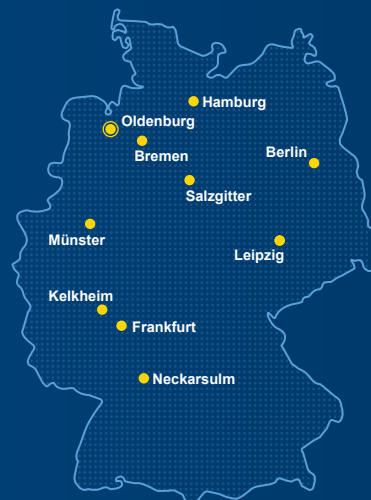 Hamburg
Oldenburg
Bremen
Berlin
Salzgitter
Münster
Leipzig
Kelkheim
Frankfurt
Neckarsulm